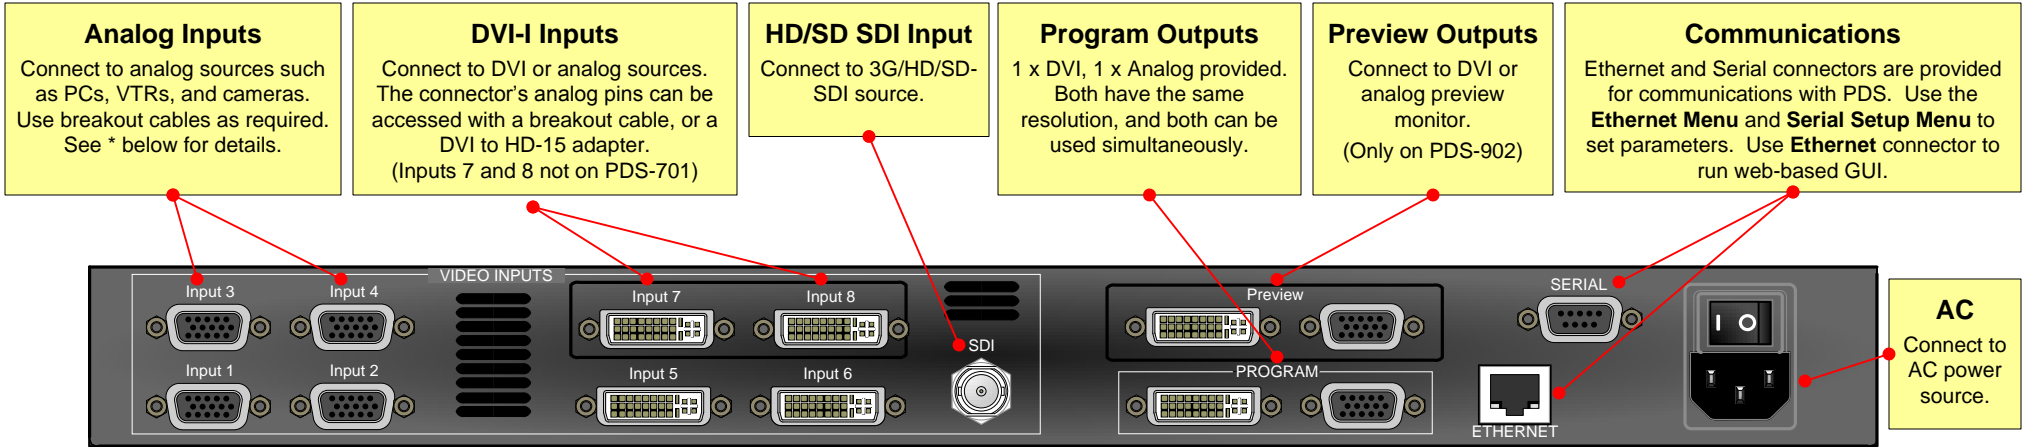 Analog Inputs
Connect to analog sources such
as PCs, VTRs, and cameras.
Use breakout cables as required.
See * below for details.
DVI-I Inputs
Connect to DVI or analog sources.
The connector's analog pins can be
accessed with a breakout cable, or a
DVI to HD-15 adapter.
(Inputs 7 and 8 not on PDS-701)
HD/SD SDI Input
Connect to 3G/HD/SD-
SDI source.
Program Outputs
1 x DVI, 1 x Analog provided.
Both have the same
resolution, and both can be
used simultaneously.
Preview Outputs
Connect to DVI or
analog preview
monitor.
(Only on PDS-902)
Communications
Ethernet and Serial connectors are provided
for communications with PDS. Use the
Ethernet Menu and Serial Setup Menu to
set parameters. Use Ethernet connector to
run web-based GUI.
VIDEO INPUTS
Input 3
Input 4
Input 7
Input 8
Preview
SERIAL
SDI
Input 1
Input 2
Input 5
Input 6
PROGRAM
ETHERNET
AC
Connect to
AC power
source.